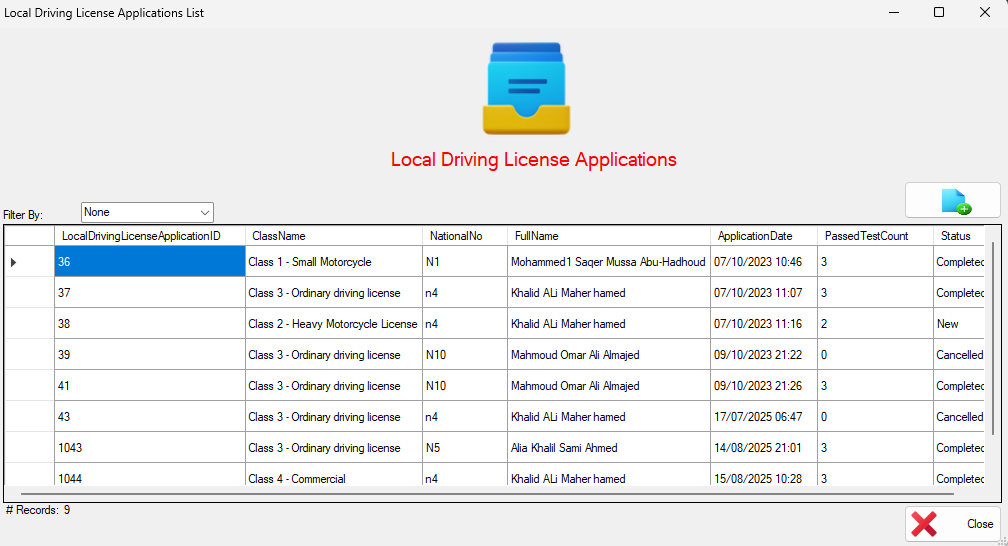 Local Driving License Applications List
Local Driving License Applications
Filter By: None
LocalDrivingLicenseApplicationID ClassName NationalNo FullName ApplicationDate PassedTestCount Status
36 Class 1 - Small Motorcycle N1 Mohammed1 Saqer Mussa Abu-Hadhoud 07/10/2023 10:46 3 Completed
37 Class 3 - Ordinary driving license n4 Khalid ALi Maher hamed 07/10/2023 11:07 3 Completed
38 Class 2 - Heavy Motorcycle License n4 Khalid ALi Maher hamed 07/10/2023 11:16 2 New
39 Class 3 - Ordinary driving license N10 Mahmoud Omar Ali Almajed 09/10/2023 21:22 0 Cancelled
41 Class 3 - Ordinary driving license N10 Mahmoud Omar Ali Almajed 09/10/2023 21:26 3 Completed
43 Class 3 - Ordinary driving license n4 Khalid ALi Maher hamed 17/07/2025 06:47 0 Cancelled
1043 Class 3 - Ordinary driving license N5 Alia Khalil Sami Ahmed 14/08/2025 21:01 3 Completed
1044 Class 4 - Commercial n4 Khalid ALi Maher hamed 15/08/2025 10:28 3 Completed
# Records: 9
Close